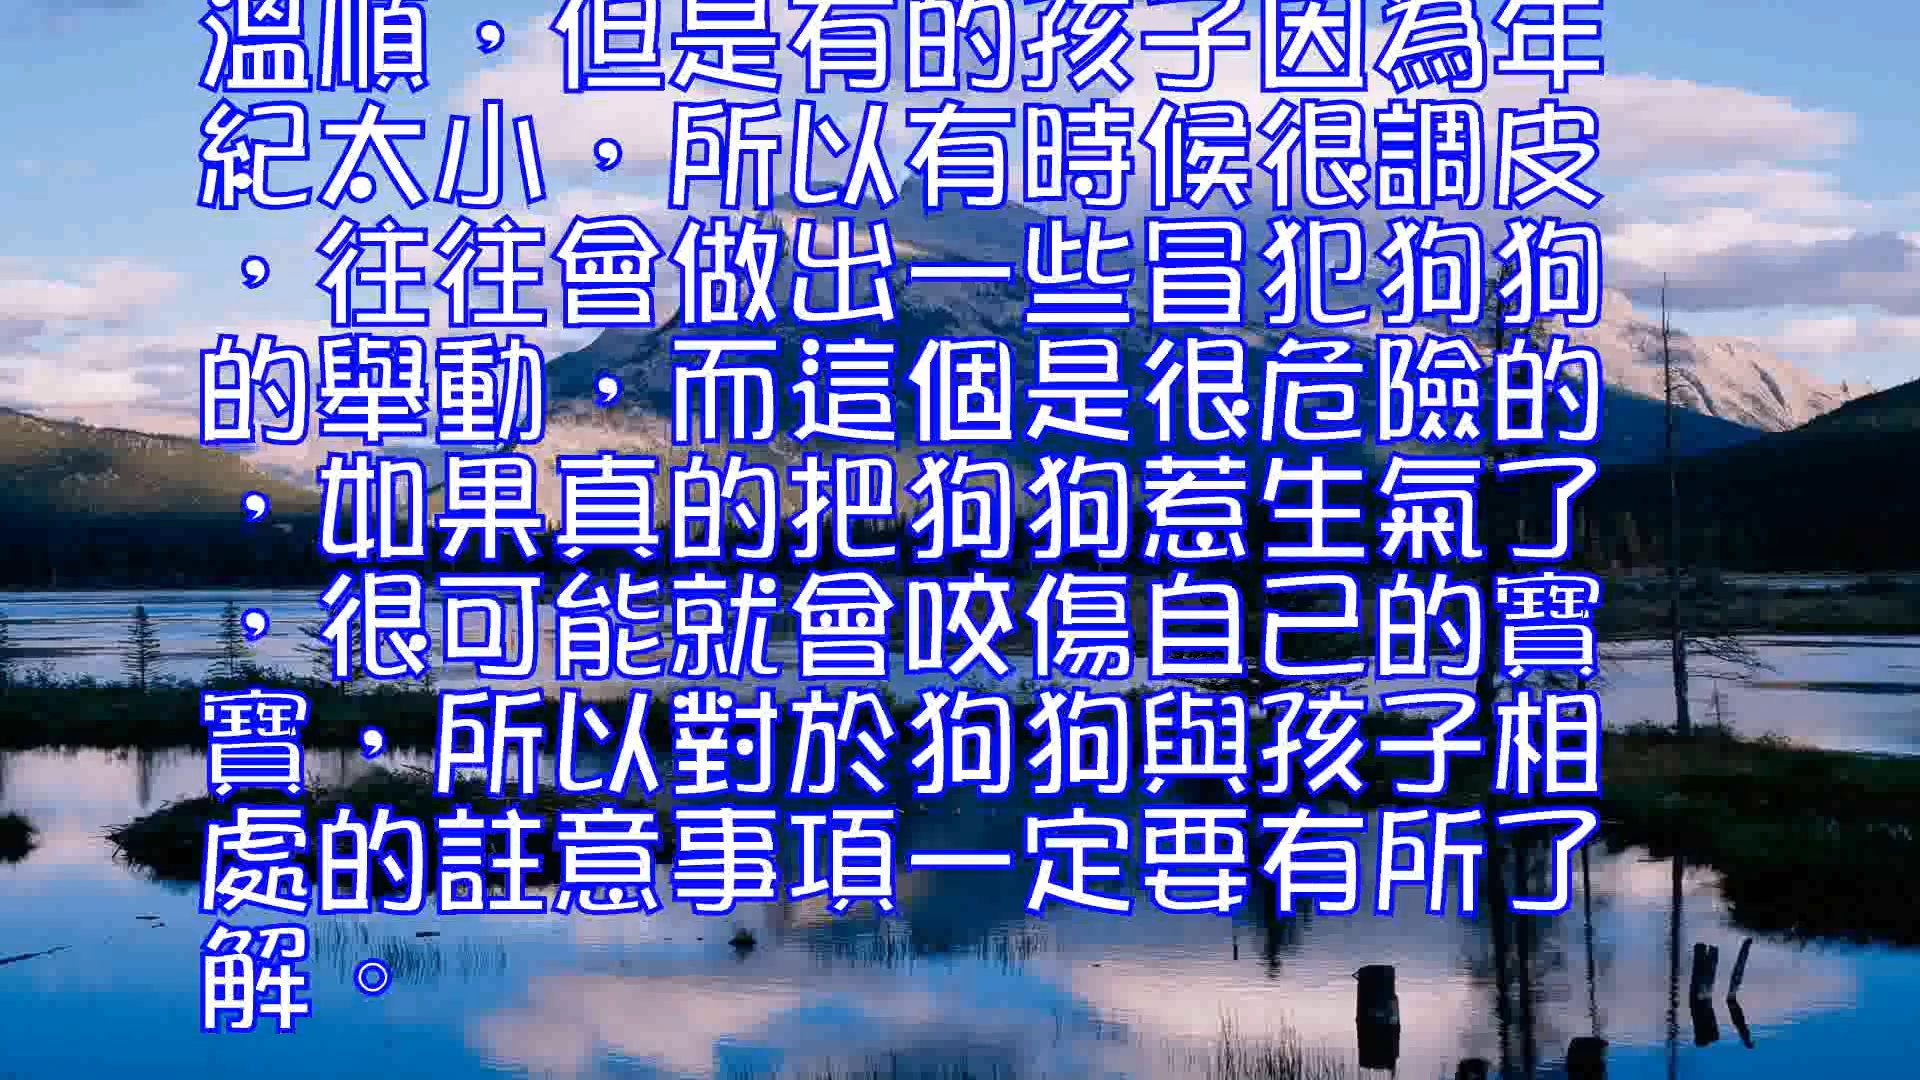 溫順，但是有的孩子因為年
紀太小，所以有時候很調皮
，往往會做出一些冒犯狗狗
的舉動，而這個是很危險的
，如果真的把狗狗惹生氣了
，很可能就會咬傷自己的寶
寶，所以對於狗狗與孩子相
處的註意事項一定要有所了
解。